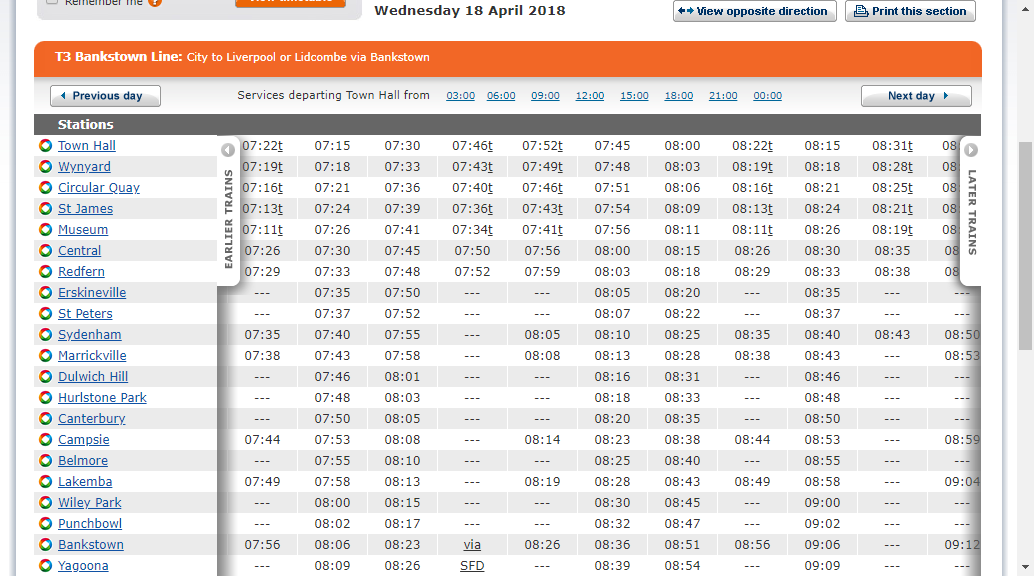 Remember me ?
Wednesday 18 April 2018
View opposite direction Print this section
T3 Bankstown Line: City to Liverpool or Lidcombe via Bankstown
Previous day Services departing Town Hall from 03:00 06:00 09:00 12:00 15:00 18:00 21:00 00:00 Next day
Stations
EARLIER TRAINS
LATER TRAINS
Town Hall 07:22t 07:15 07:30 07:46t 07:52t 07:45 08:00 08:22t 08:15 08:31t
Wynyard 07:19t 07:18 07:33 07:43t 07:49t 07:48 08:03 08:19t 08:18 08:28t
Circular Quay 07:16t 07:21 07:36 07:40t 07:46t 07:51 08:06 08:16t 08:21 08:25t
St James 07:13t 07:24 07:39 07:36t 07:43t 07:54 08:09 08:13t 08:24 08:21t
Museum 07:11t 07:26 07:41 07:34t 07:41t 07:56 08:11 08:11t 08:26 08:19t
Central 07:26 07:30 07:45 07:50 07:56 08:00 08:15 08:26 08:30 08:35
Redfern 07:29 07:33 07:48 07:52 07:59 08:03 08:18 08:29 08:33 08:38
Erskineville --- 07:35 07:50 --- --- 08:05 08:20 --- 08:35 --- ---
St Peters --- 07:37 07:52 --- --- 08:07 08:22 --- 08:37 --- ---
Sydenham 07:35 07:40 07:55 --- 08:05 08:10 08:25 08:35 08:40 08:43 08:50
Marrickville 07:38 07:43 07:58 --- 08:08 08:13 08:28 08:38 08:43 --- 08:53
Dulwich Hill --- 07:46 08:01 --- --- 08:16 08:31 --- 08:46 --- ---
Hurlstone Park --- 07:48 08:03 --- --- 08:18 08:33 --- 08:48 --- ---
Canterbury --- 07:50 08:05 --- --- 08:20 08:35 --- 08:50 --- ---
Campsie 07:44 07:53 08:08 --- 08:14 08:23 08:38 08:44 08:53 --- 08:59
Belmore --- 07:55 08:10 --- --- 08:25 08:40 --- 08:55 --- ---
Lakemba 07:49 07:58 08:13 --- 08:19 08:28 08:43 08:49 08:58 --- 09:04
Wiley Park --- 08:00 08:15 --- --- 08:30 08:45 --- 09:00 --- ---
Punchbowl --- 08:02 08:17 --- --- 08:32 08:47 --- 09:02 --- ---
Bankstown 07:56 08:06 08:23 via 08:26 08:36 08:51 08:56 09:06 --- 09:12
Yagoona --- 08:09 08:26 SFD --- 08:39 08:54 --- 09:09 --- ---